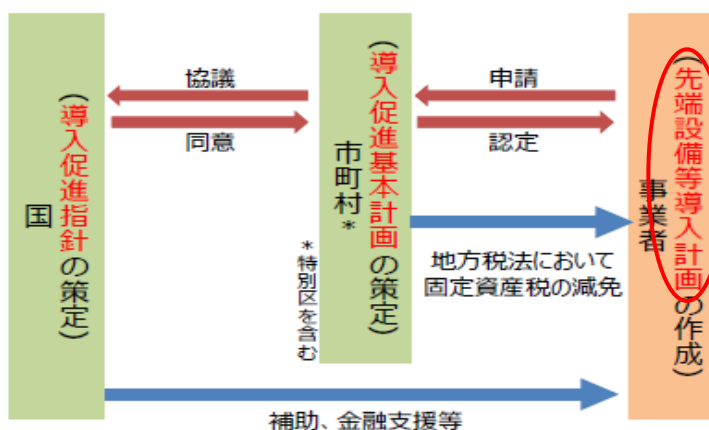 国
（導入促進指針の策定）
協議
同意
市町村*
（導入促進基本計画の策定）
*特別区を含む
申請
認定
地方税法において
固定資産税の減免
事業者
（先端設備等導入計画の作成）
補助、金融支援等